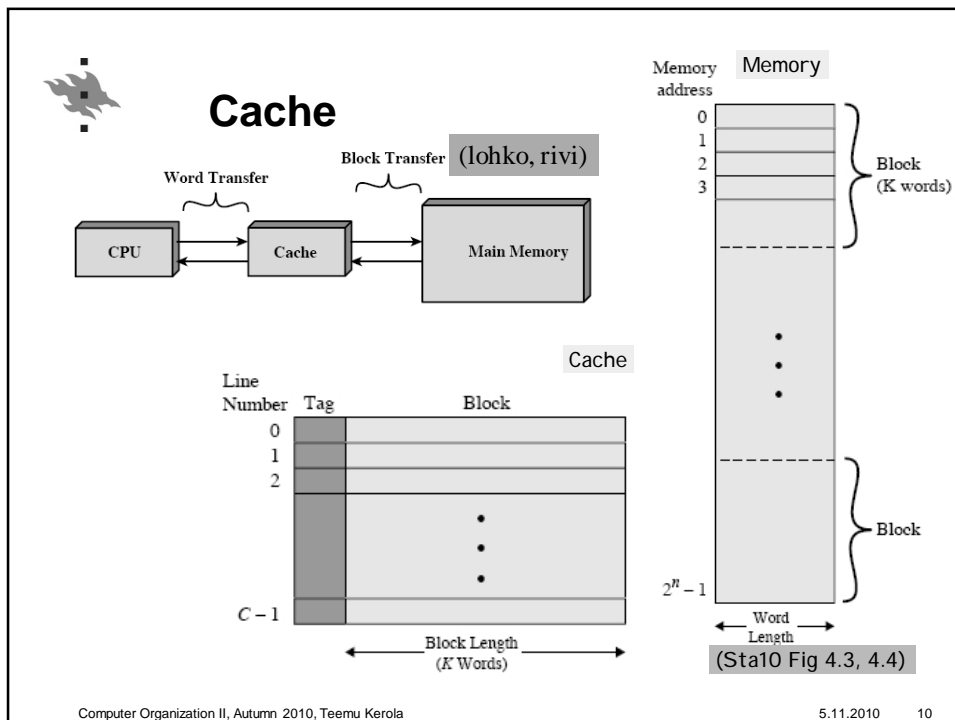 Cache
Word Transfer
Block Transfer
(lohko, rivi)
CPU
Cache
Main Memory
Memory
Memory
address
0
1
2
3
Block
(K words)
•
•
•
Block
2ⁿ – 1
Word
Length
(Sta10 Fig 4.3, 4.4)
Cache
Line
Number
Tag
Block
0
1
2
•
•
•
C – 1
Block Length
(K Words)
Computer Organization II, Autumn 2010, Teemu Kerola
5.11.2010
10